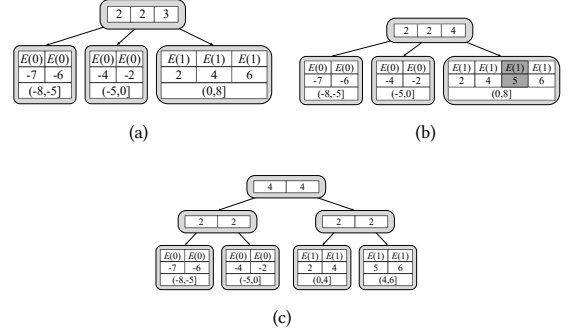 2 2 3
E(0) E(0) E(0) E(0) E(1) E(1) E(1)
-7 -6 -4 -2 2 4 6
(-8,-5] (-5,0] (0,8]
(a)
2 2 4
E(0) E(0) E(0) E(0) E(1) E(1) E(1) E(1)
-7 -6 -4 -2 2 4 5 6
(-8,-5] (-5,0] (0,8]
(b)
4 4
2 2 2 2
E(0) E(0) E(0) E(0) E(1) E(1) E(1) E(1)
-7 -6 -4 -2 2 4 5 6
(-8,-5] (-5,0] (0,4] (4,6]
(c)